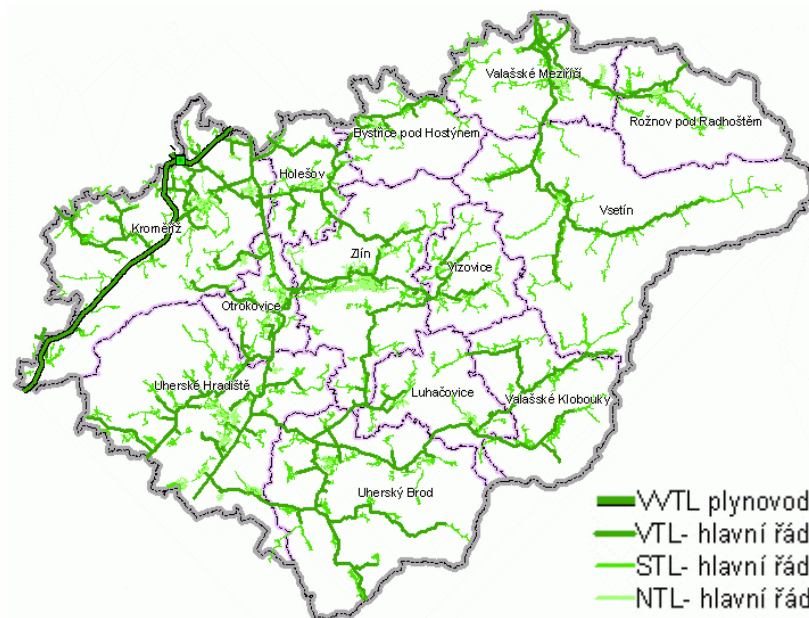 Valašské Meziříčí
Rožnov pod Radhoštěm
Bystřice pod Hostýnem
Holešov
Vsetín
Kroměříž
Zlín
Vizovice
Otrokovice
Uherské Hradiště
Luhačovice
Valašské Klobouky
Uherský Brod
VVTL plynovod
VTL- hlavní řád
STL- hlavní řád
NTL- hlavní řád